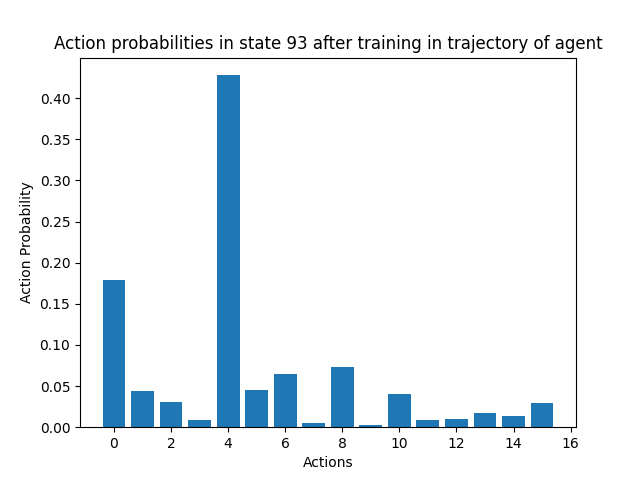 Action probabilities in state 93 after training in trajectory of agent
0.40
0.35
0.30
0.25
0.20
0.15
0.10
0.05
0.00
Action Probability
0 2 4 6 8 10 12 14 16
Actions